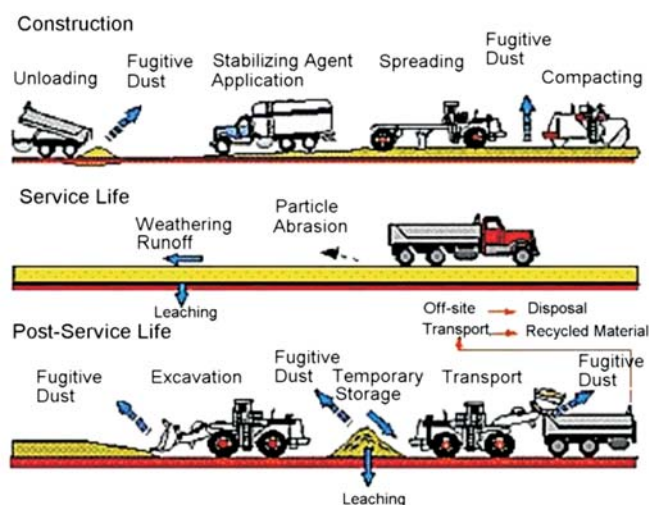 Construction
Unloading
Fugitive
Dust
Stabilizing Agent
Application
Spreading
Fugitive
Dust
Compacting
Service Life
Weathering
Runoff
Particle
Abrasion
Leaching
Off-site
Disposal
Transport
Recycled Material
Post-Service Life
Fugitive
Dust
Excavation
Fugitive
Dust
Temporary
Storage
Transport
Fugitive
Dust
Leaching